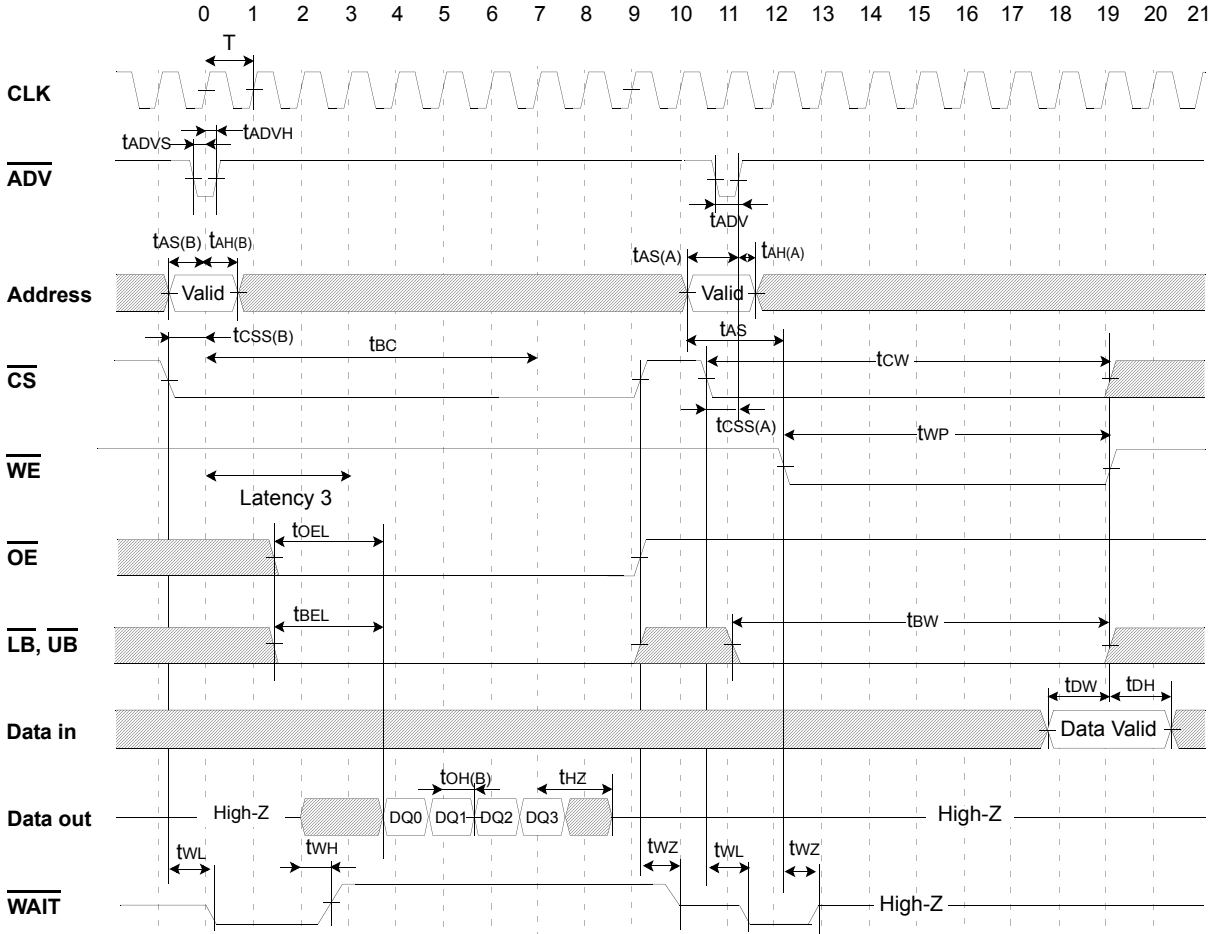 0 1 2 3 4 5 6 7 8 9 10 11 12 13 14 15 16 17 18 19 20 21
T
CLK
tADVS tADVH
ADV
tADV
tAS(B) tAH(B) tAS(A) tAH(A)
Address Valid Valid
tCSS(B) tBC tAS
CS tCW
tCSS(A)
tWP
WE
Latency 3
tOEL
OE
tBEL tBW
LB, UB
tDW tDH
Data in Data Valid
tOH(B) tHZ
Data out High-Z DQ0 DQ1 DQ2 DQ3 High-Z
tWL tWH tWZ tWL tWZ
WAIT High-Z